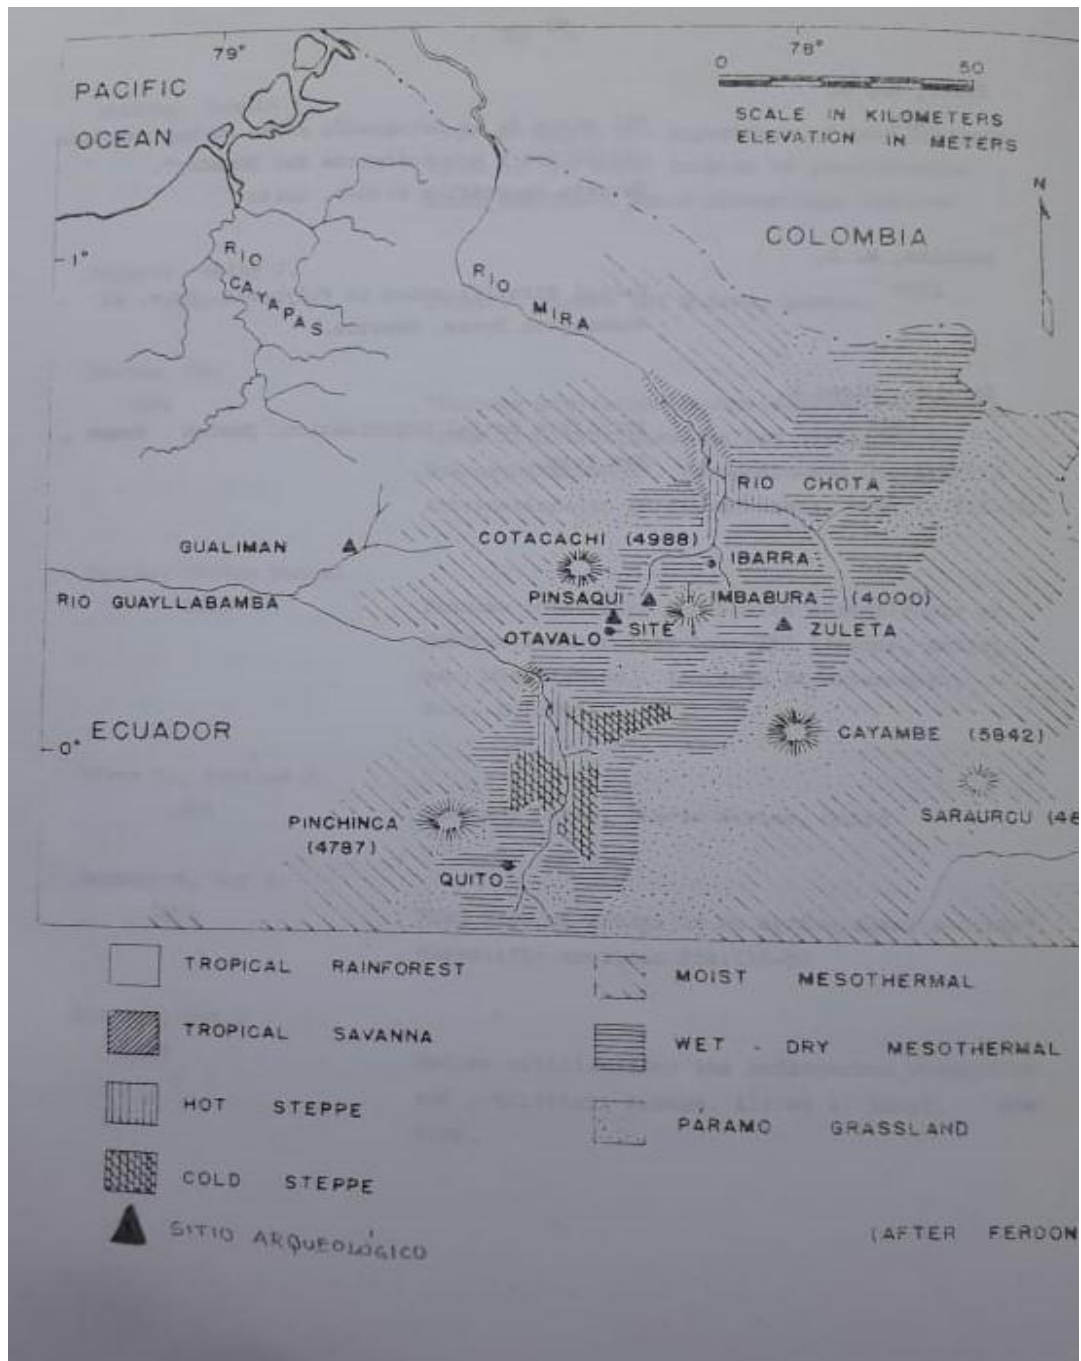 79°
78°
0 50
SCALE IN KILOMETERS
ELEVATION IN METERS
PACIFIC
OCEAN
N
COLOMBIA
1°
RIO
CAYAPAS
RIO
MIRA
RIO CHOTA
GUALIMAN
COTACACHI (4988)
IBARRA
RIO GUAYLLABAMBA
PINSAQUI
IMBABURA (4000)
OTAVALO
SITE
ZULETA
0°
ECUADOR
CAYAMBE (5842)
PINCHINCA
(4787)
SARAURCU (48
QUITO
TROPICAL RAINFOREST
MOIST MESOTHERMAL
TROPICAL SAVANNA
WET - DRY MESOTHERMAL
HOT STEPPE
PARAMO GRASSLAND
COLD STEPPE
SITIO ARQUEOLÓGICO
(AFTER FERDON